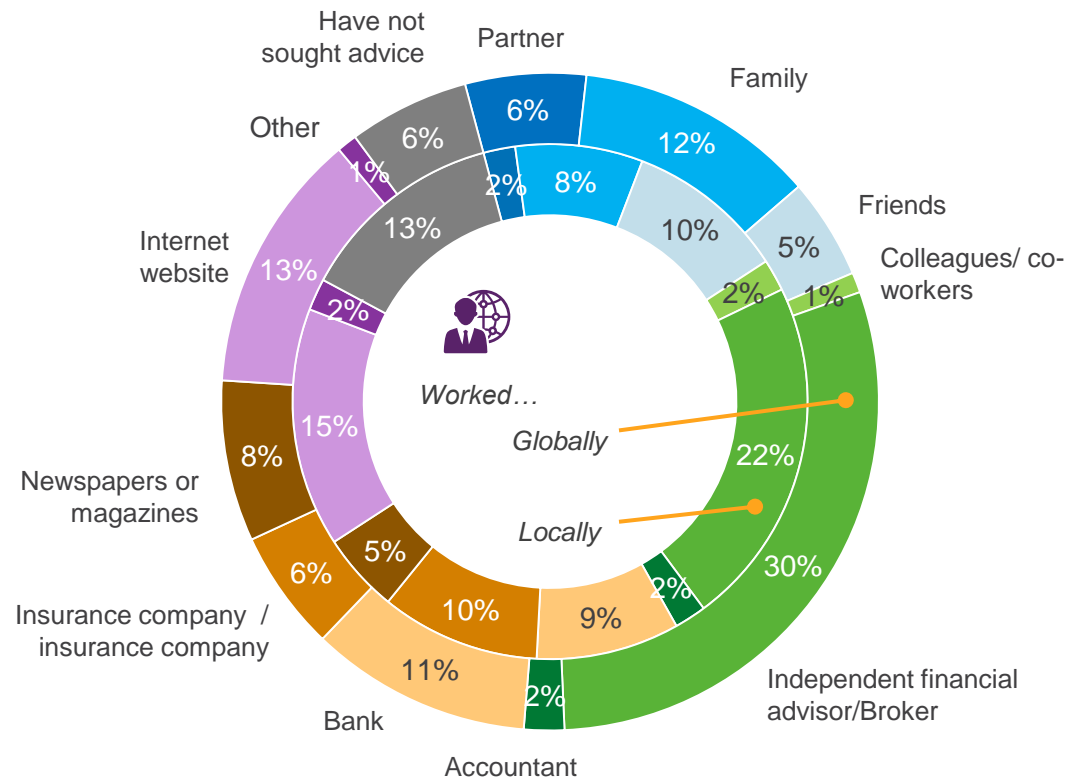 Have not
sought advice
Partner
Family
Other
6%
6%
12%
1%
2%
8%
Friends
13%
10%
5%
Colleagues/ co-
workers
Internet
website
13%
2%
2%
1%
Worked…
15%
Globally
22%
8%
Newspapers or
magazines
Locally
5%
30%
6%
2%
10%
9%
Insurance company /
insurance company
11%
2%
Independent financial
advisor/Broker
Bank
Accountant